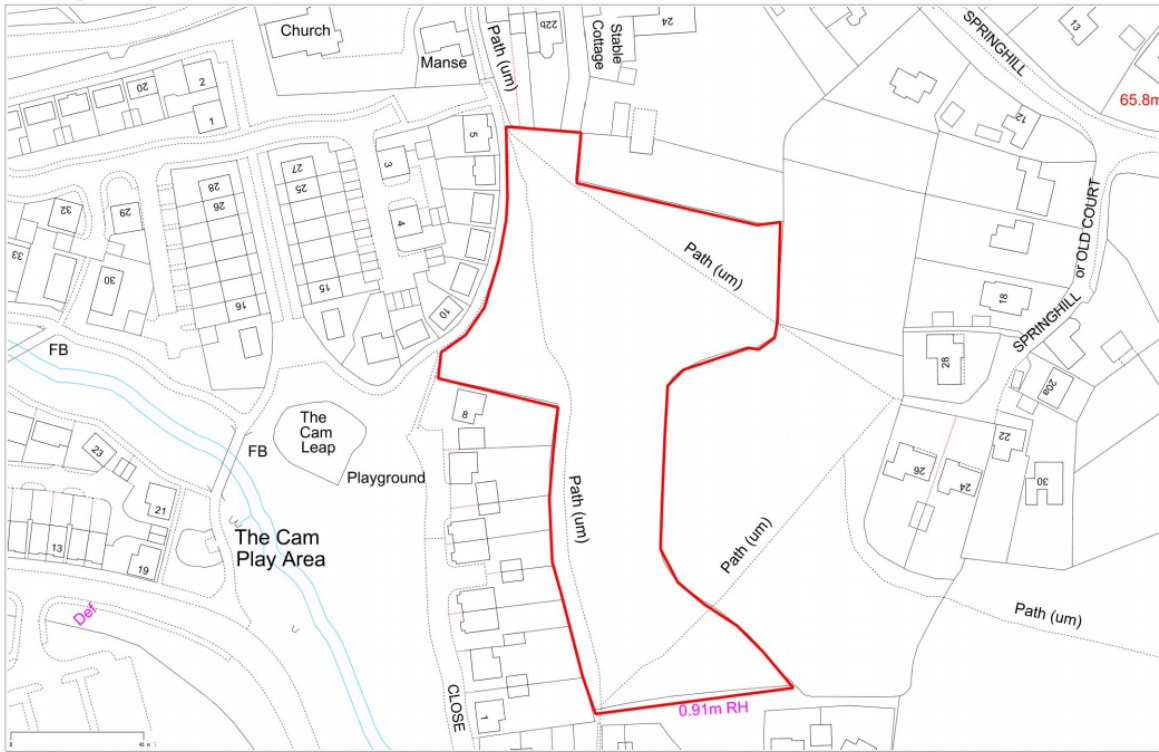 Church
Manse
Path (um)
22b
Stable
Cottage
24
SPRINGHILL
13
65.8m
20
2
1
5
3
12
27
25
28
26
32
29
4
33
30
15
16
10
Path (um)
or OLD COURT
18
SPRINGHILL
FB
28
20a
8
The
Cam
Leap
FB
Playground
23
22
26
24
30
21
Path (um)
The Cam
Play Area
13
19
Path (um)
Def
Path (um)
CLOSE
1
0.91m RH